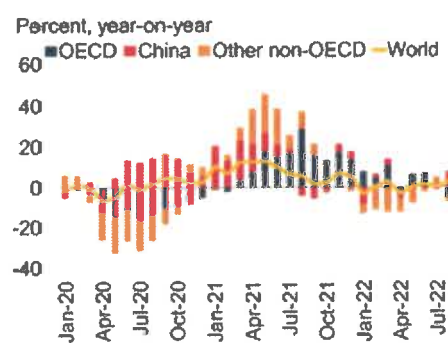 Percent, year-on-year
OECD China Other non-OECD World
60
40
20
0
-20
-40
Jan-20 Apr-20 Jul-20 Oct-20 Jan-21 Apr-21 Jul-21 Oct-21 Jan-22 Apr-22 Jul-22